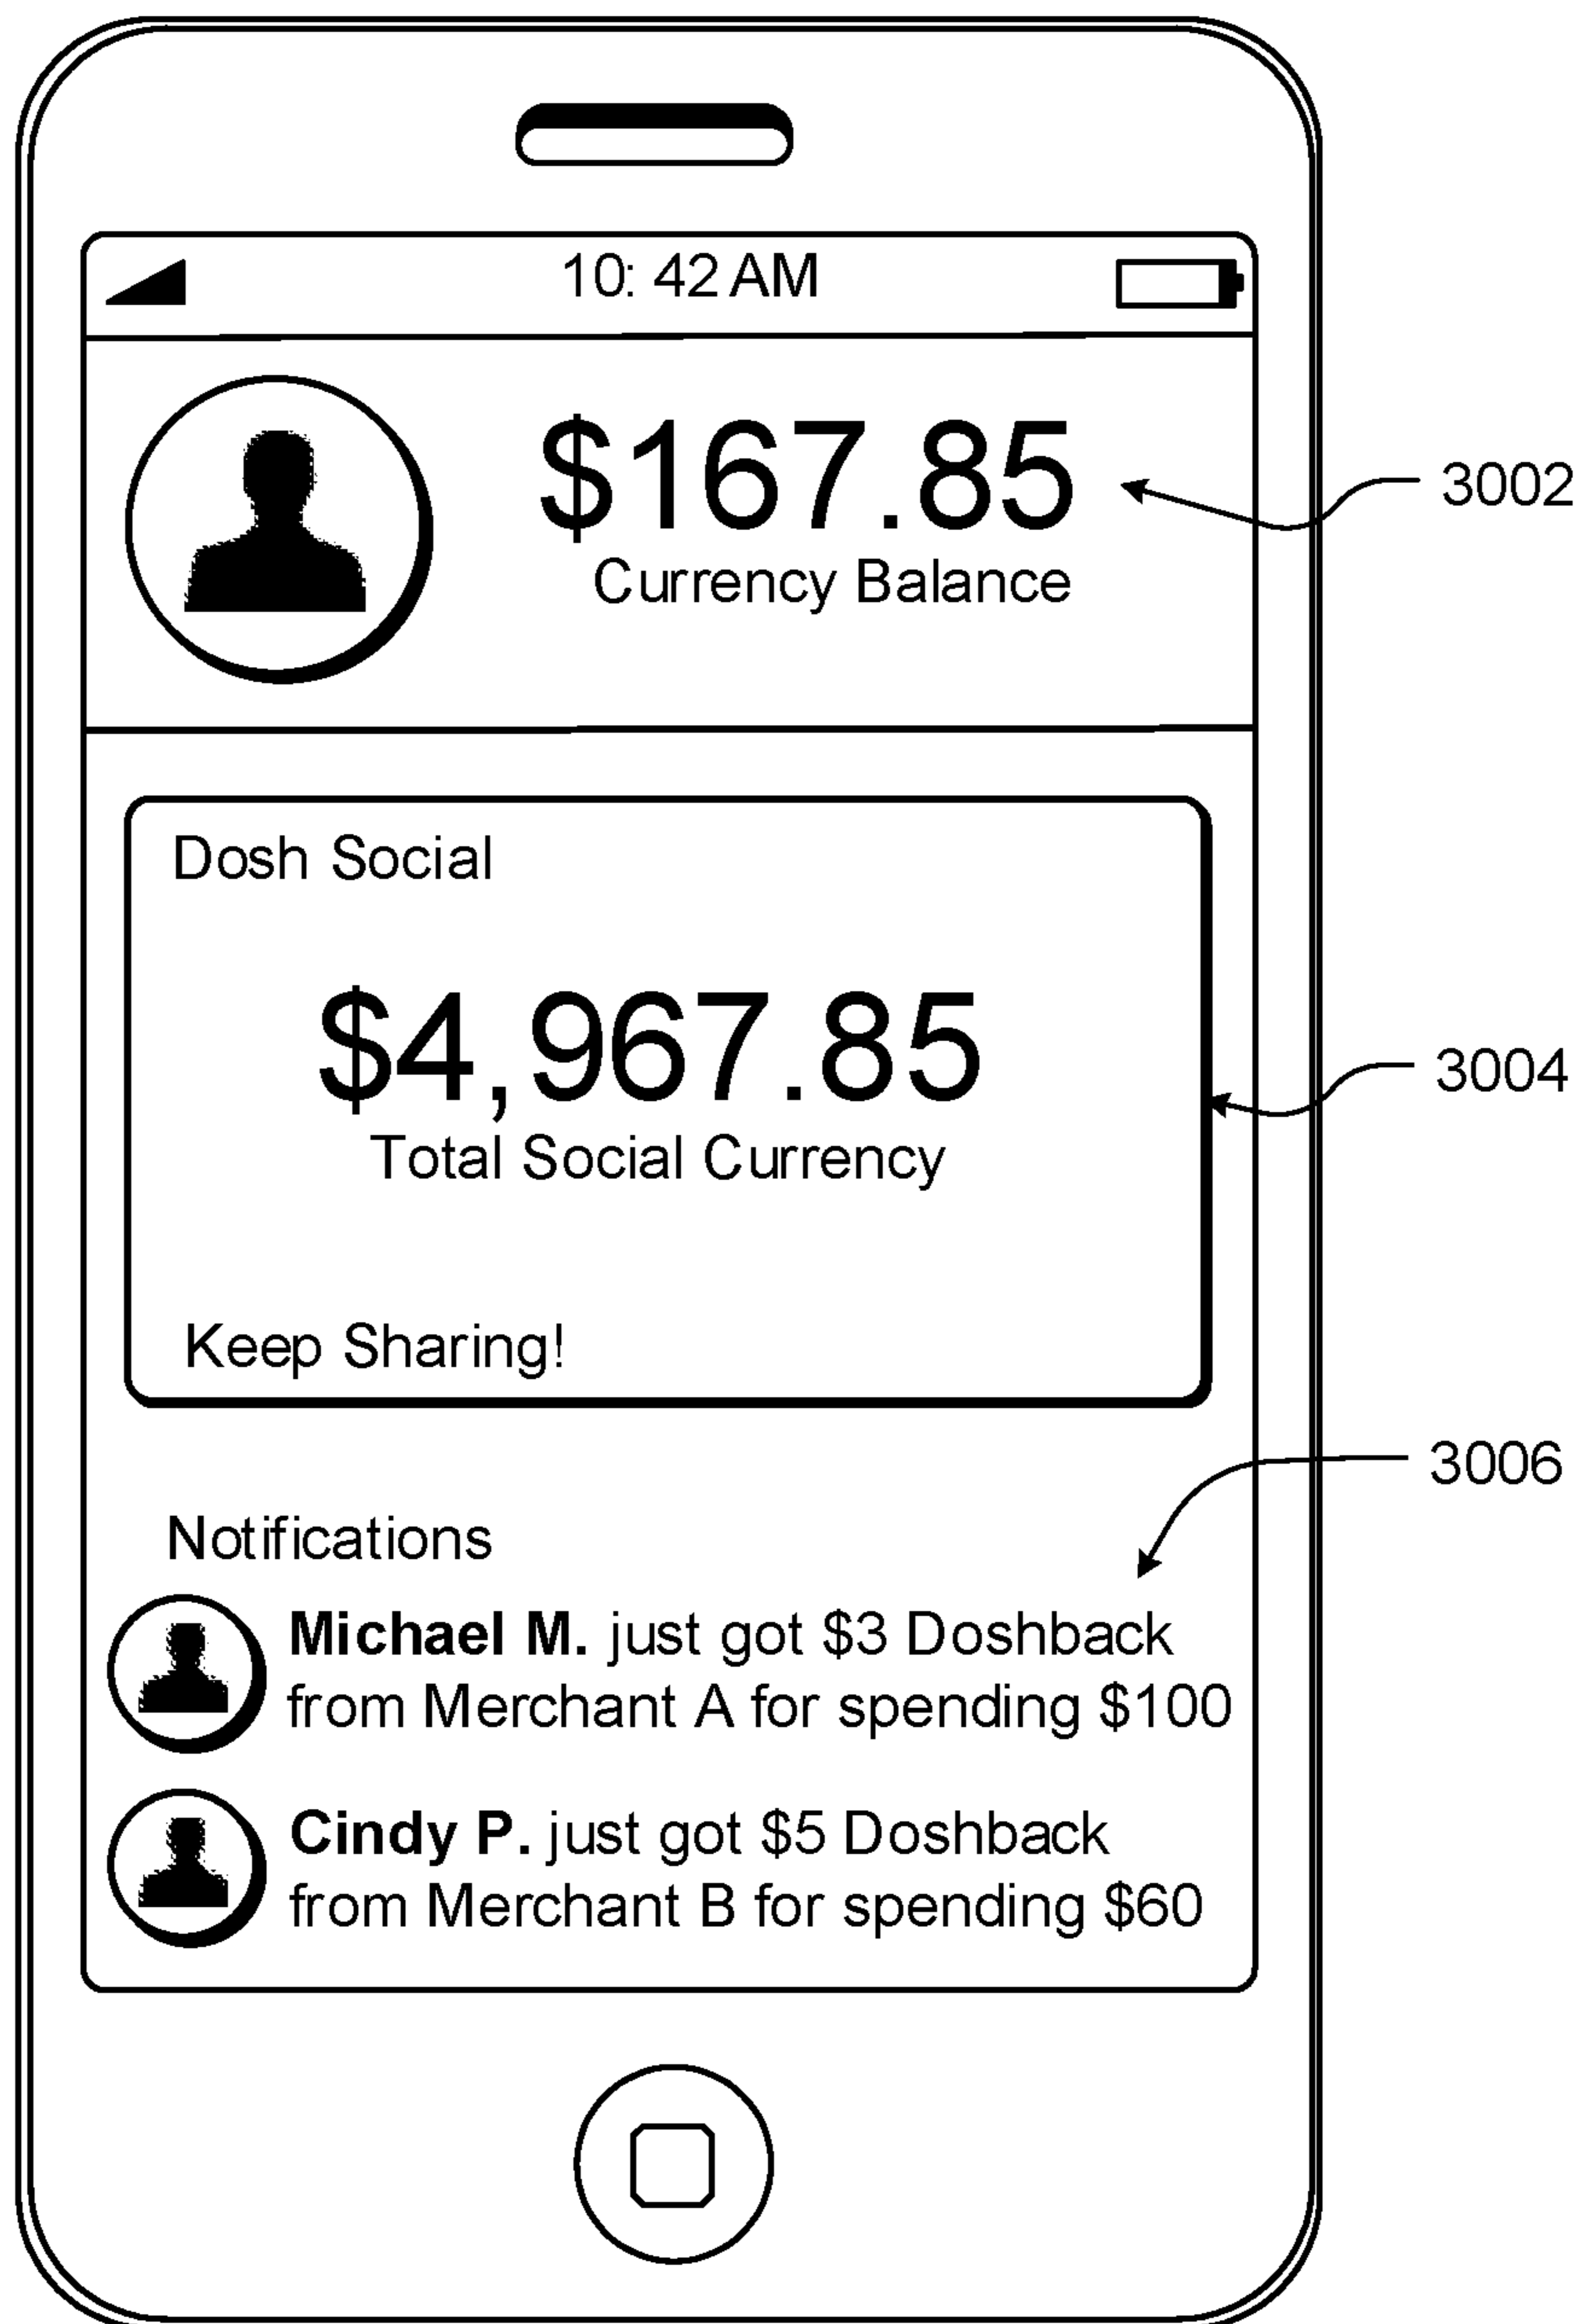 10: 42 AM
$167.85
3002
Currency Balance
Dosh Social
$4,967.85
3004
Total Social Currency
Keep Sharing!
3006
Notifications
Michael M. just got $3 Doshback
from Merchant A for spending $100
Cindy P. just got $5 Doshback
from Merchant B for spending $60